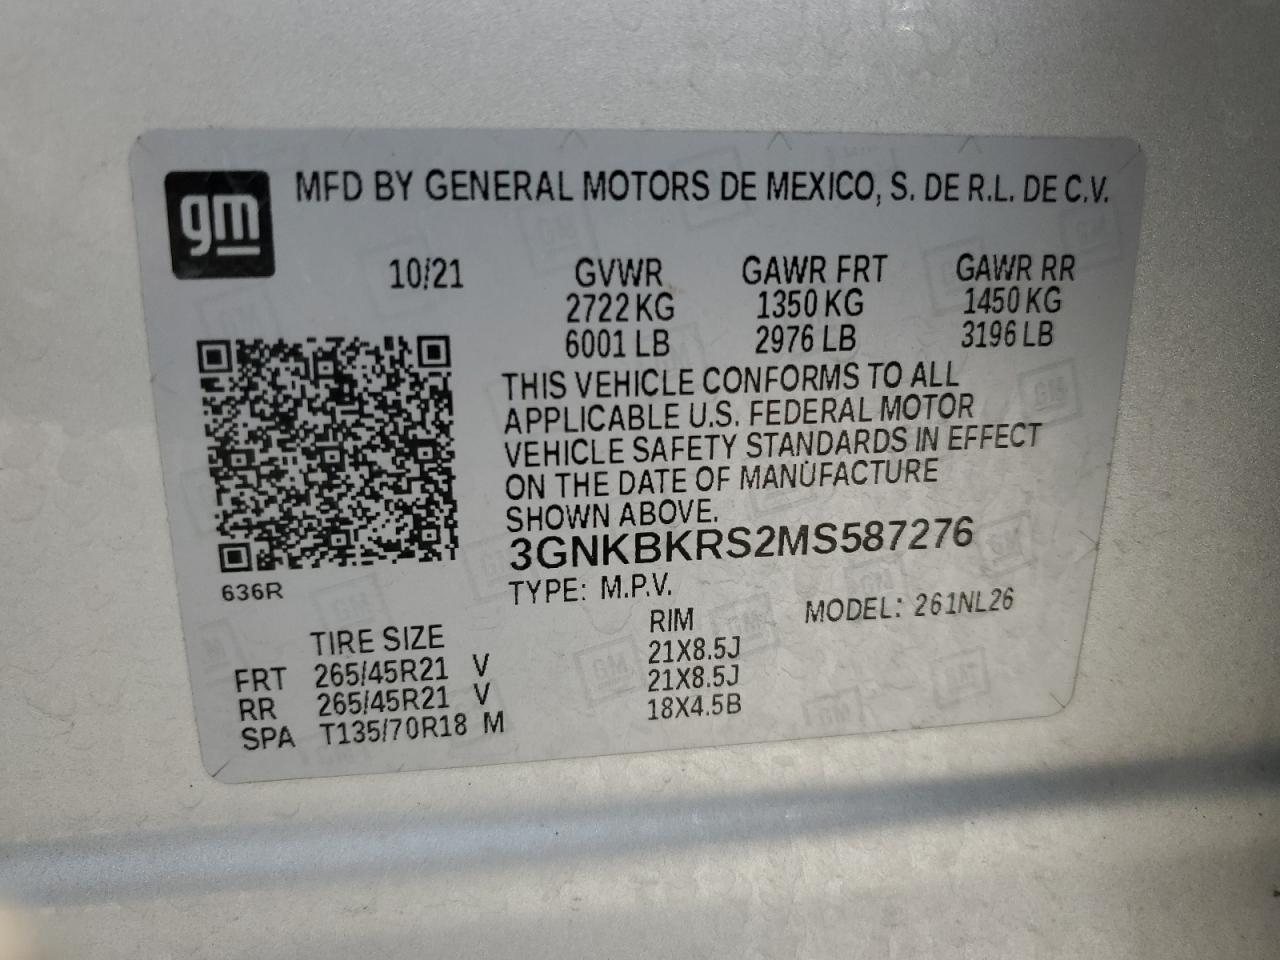 gm MFD BY GENERAL MOTORS DE MEXICO, S. DE R.L. DE C.V.
10/21 GVWR GAWR FRT GAWR RR
2722 KG 1350 KG 1450 KG
6001 LB 2976 LB 3196 LB
THIS VEHICLE CONFORMS TO ALL
APPLICABLE U.S. FEDERAL MOTOR
VEHICLE SAFETY STANDARDS IN EFFECT
ON THE DATE OF MANUFACTURE
SHOWN ABOVE.
3GNKBKRS2MS587276
636R
TYPE: M.P.V. MODEL: 261NL26
TIRE SIZE RIM
FRT 265/45R21 V 21X8.5J
RR 265/45R21 V 21X8.5J
SPA T135/70R18 M 18X4.5B